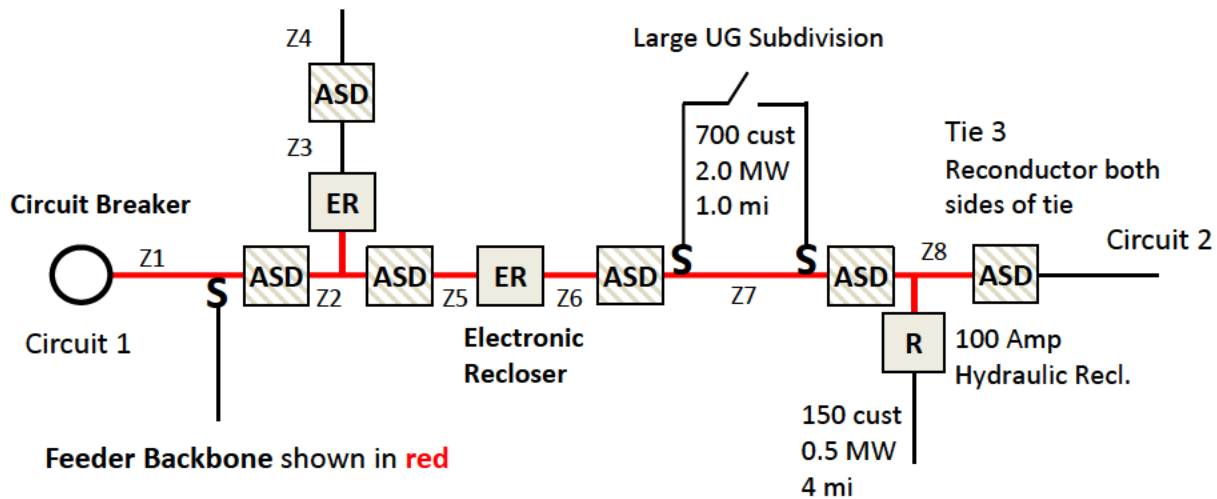 Z4
Large UG Subdivision
ASD
Z3
700 cust
2.0 MW
1.0 mi
Tie 3
Reconductor both
sides of tie
Circuit Breaker
ER
Circuit 2
Z1
S
ASD
Z2
ASD
Z5
ER
Z6
ASD
S
Z7
S
ASD
Z8
ASD
Circuit 1
Electronic
Recloser
R
100 Amp
Hydraulic Recl.
150 cust
0.5 MW
4 mi
Feeder Backbone shown in red